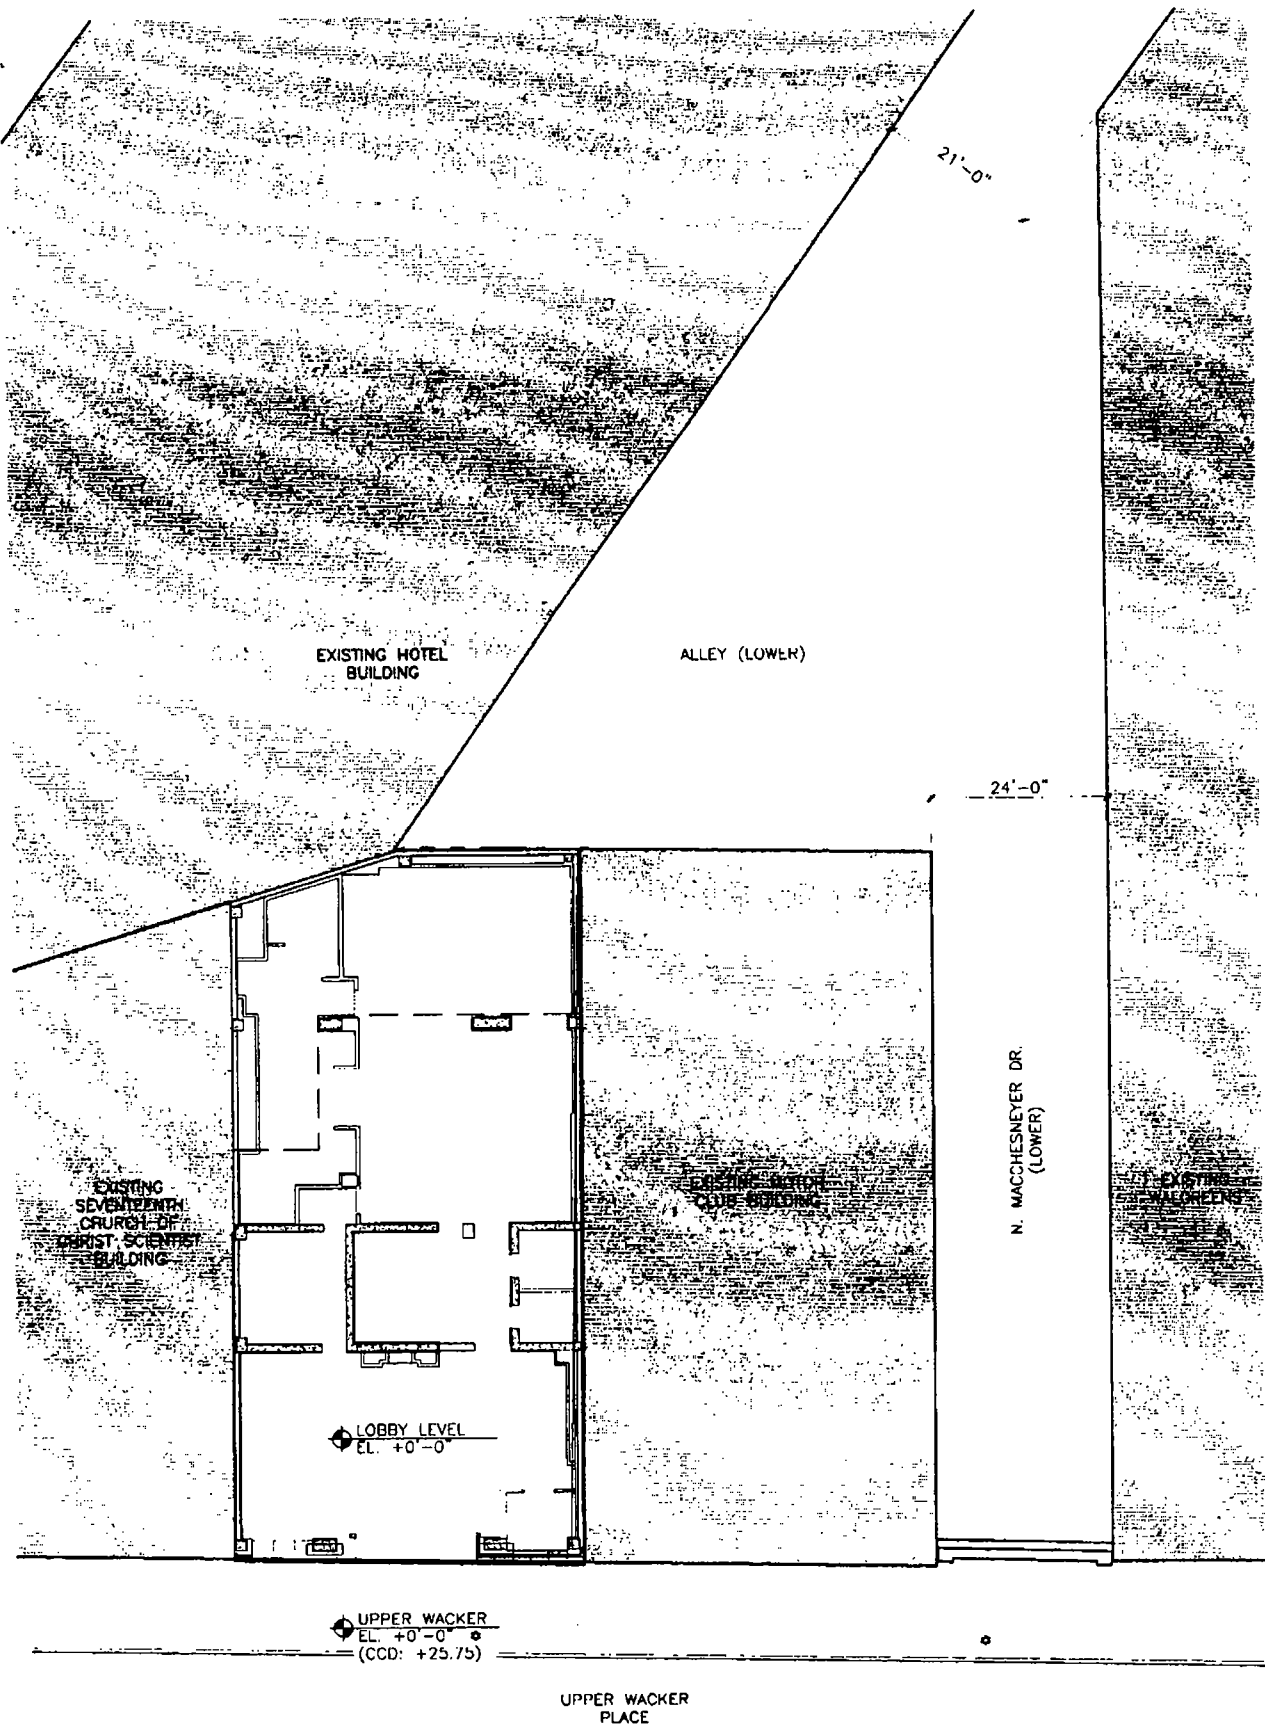 21'-0"
EXISTING HOTEL
BUILDING
ALLEY (LOWER)
24'-0"
N. MACCHESNEYER DR.
(LOWER)
EXISTING
SEVENTEENTH
CHURCH OF
CHRIST SCIENTIST
BUILDING
EXISTING MOTOR
CLUB BUILDING
EXISTING
WALGREENS
LOBBY LEVEL
EL. +0'-0"
UPPER WACKER
EL. +0'-0"
(CCD: +25.75)
UPPER WACKER
PLACE